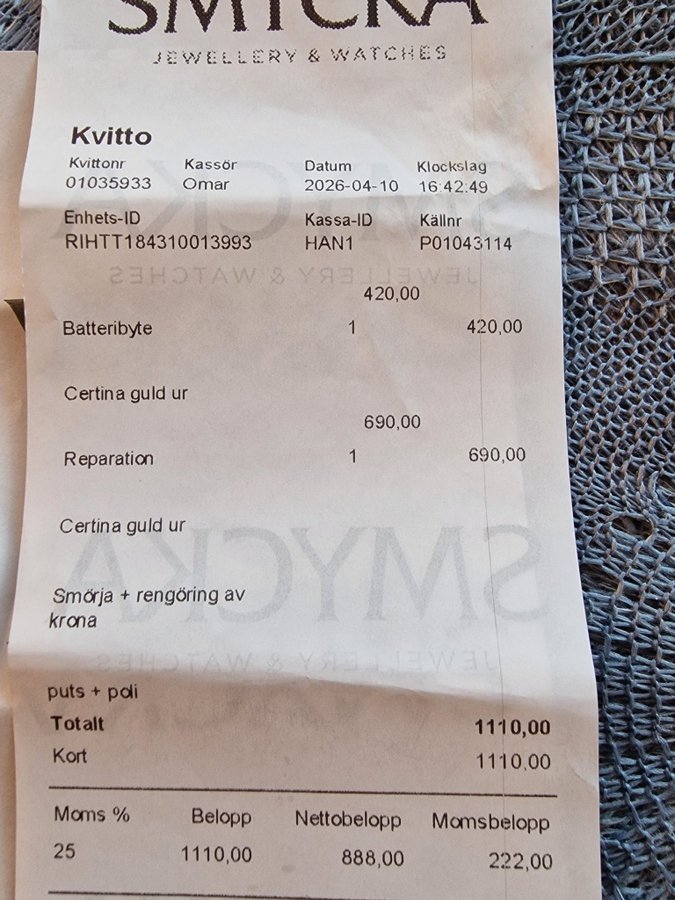 SMYCKA
JEWELLERY & WATCHES
Kvitto
Kvittonr Kassör Datum Klockslag
01035933 Omar 2026-04-10 16:42:49
Enhets-ID Kassa-ID Källnr
RIHTT184310013993 HAN1 P01043114
420,00
Batteribyte 1 420,00
Certina guld ur
690,00
Reparation 1 690,00
Certina guld ur
Smörja + rengöring av
krona
puts + poli
Totalt 1110,00
Kort 1110,00
Moms % Belopp Nettobelopp Momsbelopp
25 1110,00 888,00 222,00